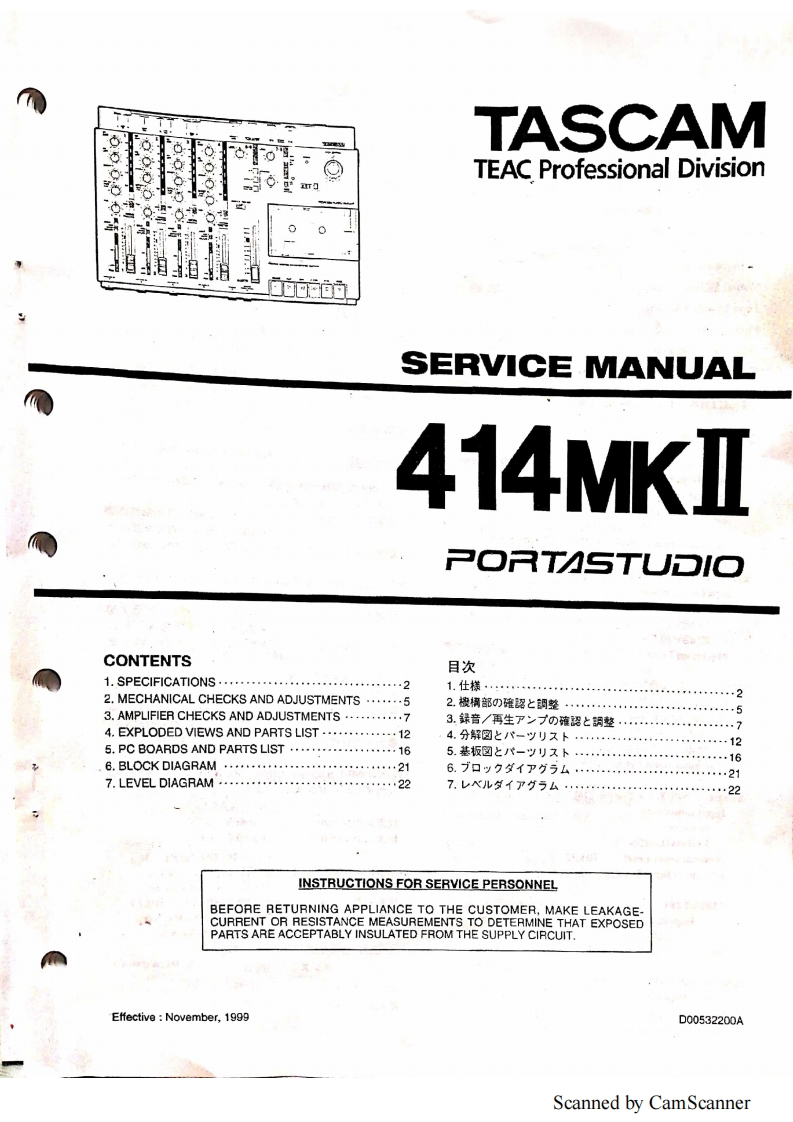 TASCAM
TEAC Professional Division
SERVICE MANUAL
414MKⅡ
PORTASTUDIO
CONTENTS
1. SPECIFICATIONS ································ 2
2. MECHANICAL CHECKS AND ADJUSTMENTS ······· 5
3. AMPLIFIER CHECKS AND ADJUSTMENTS ··········· 7
4. EXPLODED VIEWS AND PARTS LIST ·············· 12
5. PC BOARDS AND PARTS LIST ··················· 16
6. BLOCK DIAGRAM ······························ 21
7. LEVEL DIAGRAM ······························· 22
目次
1. 仕様 ············································ 2
2. 機構部の確認と調整 ······························ 5
3. 録音／再生アンプの確認と調整 ···················· 7
4. 分解図とパーツリスト ··························· 12
5. 基板図とパーツリスト ··························· 16
6. ブロックダイアグラム ··························· 21
7. レベルダイアグラム ····························· 22
INSTRUCTIONS FOR SERVICE PERSONNEL
BEFORE RETURNING APPLIANCE TO THE CUSTOMER, MAKE LEAKAGE-
CURRENT OR RESISTANCE MEASUREMENTS TO DETERMINE THAT EXPOSED
PARTS ARE ACCEPTABLY INSULATED FROM THE SUPPLY CIRCUIT.
Effective : November, 1999
D00532200A
Scanned by CamScanner